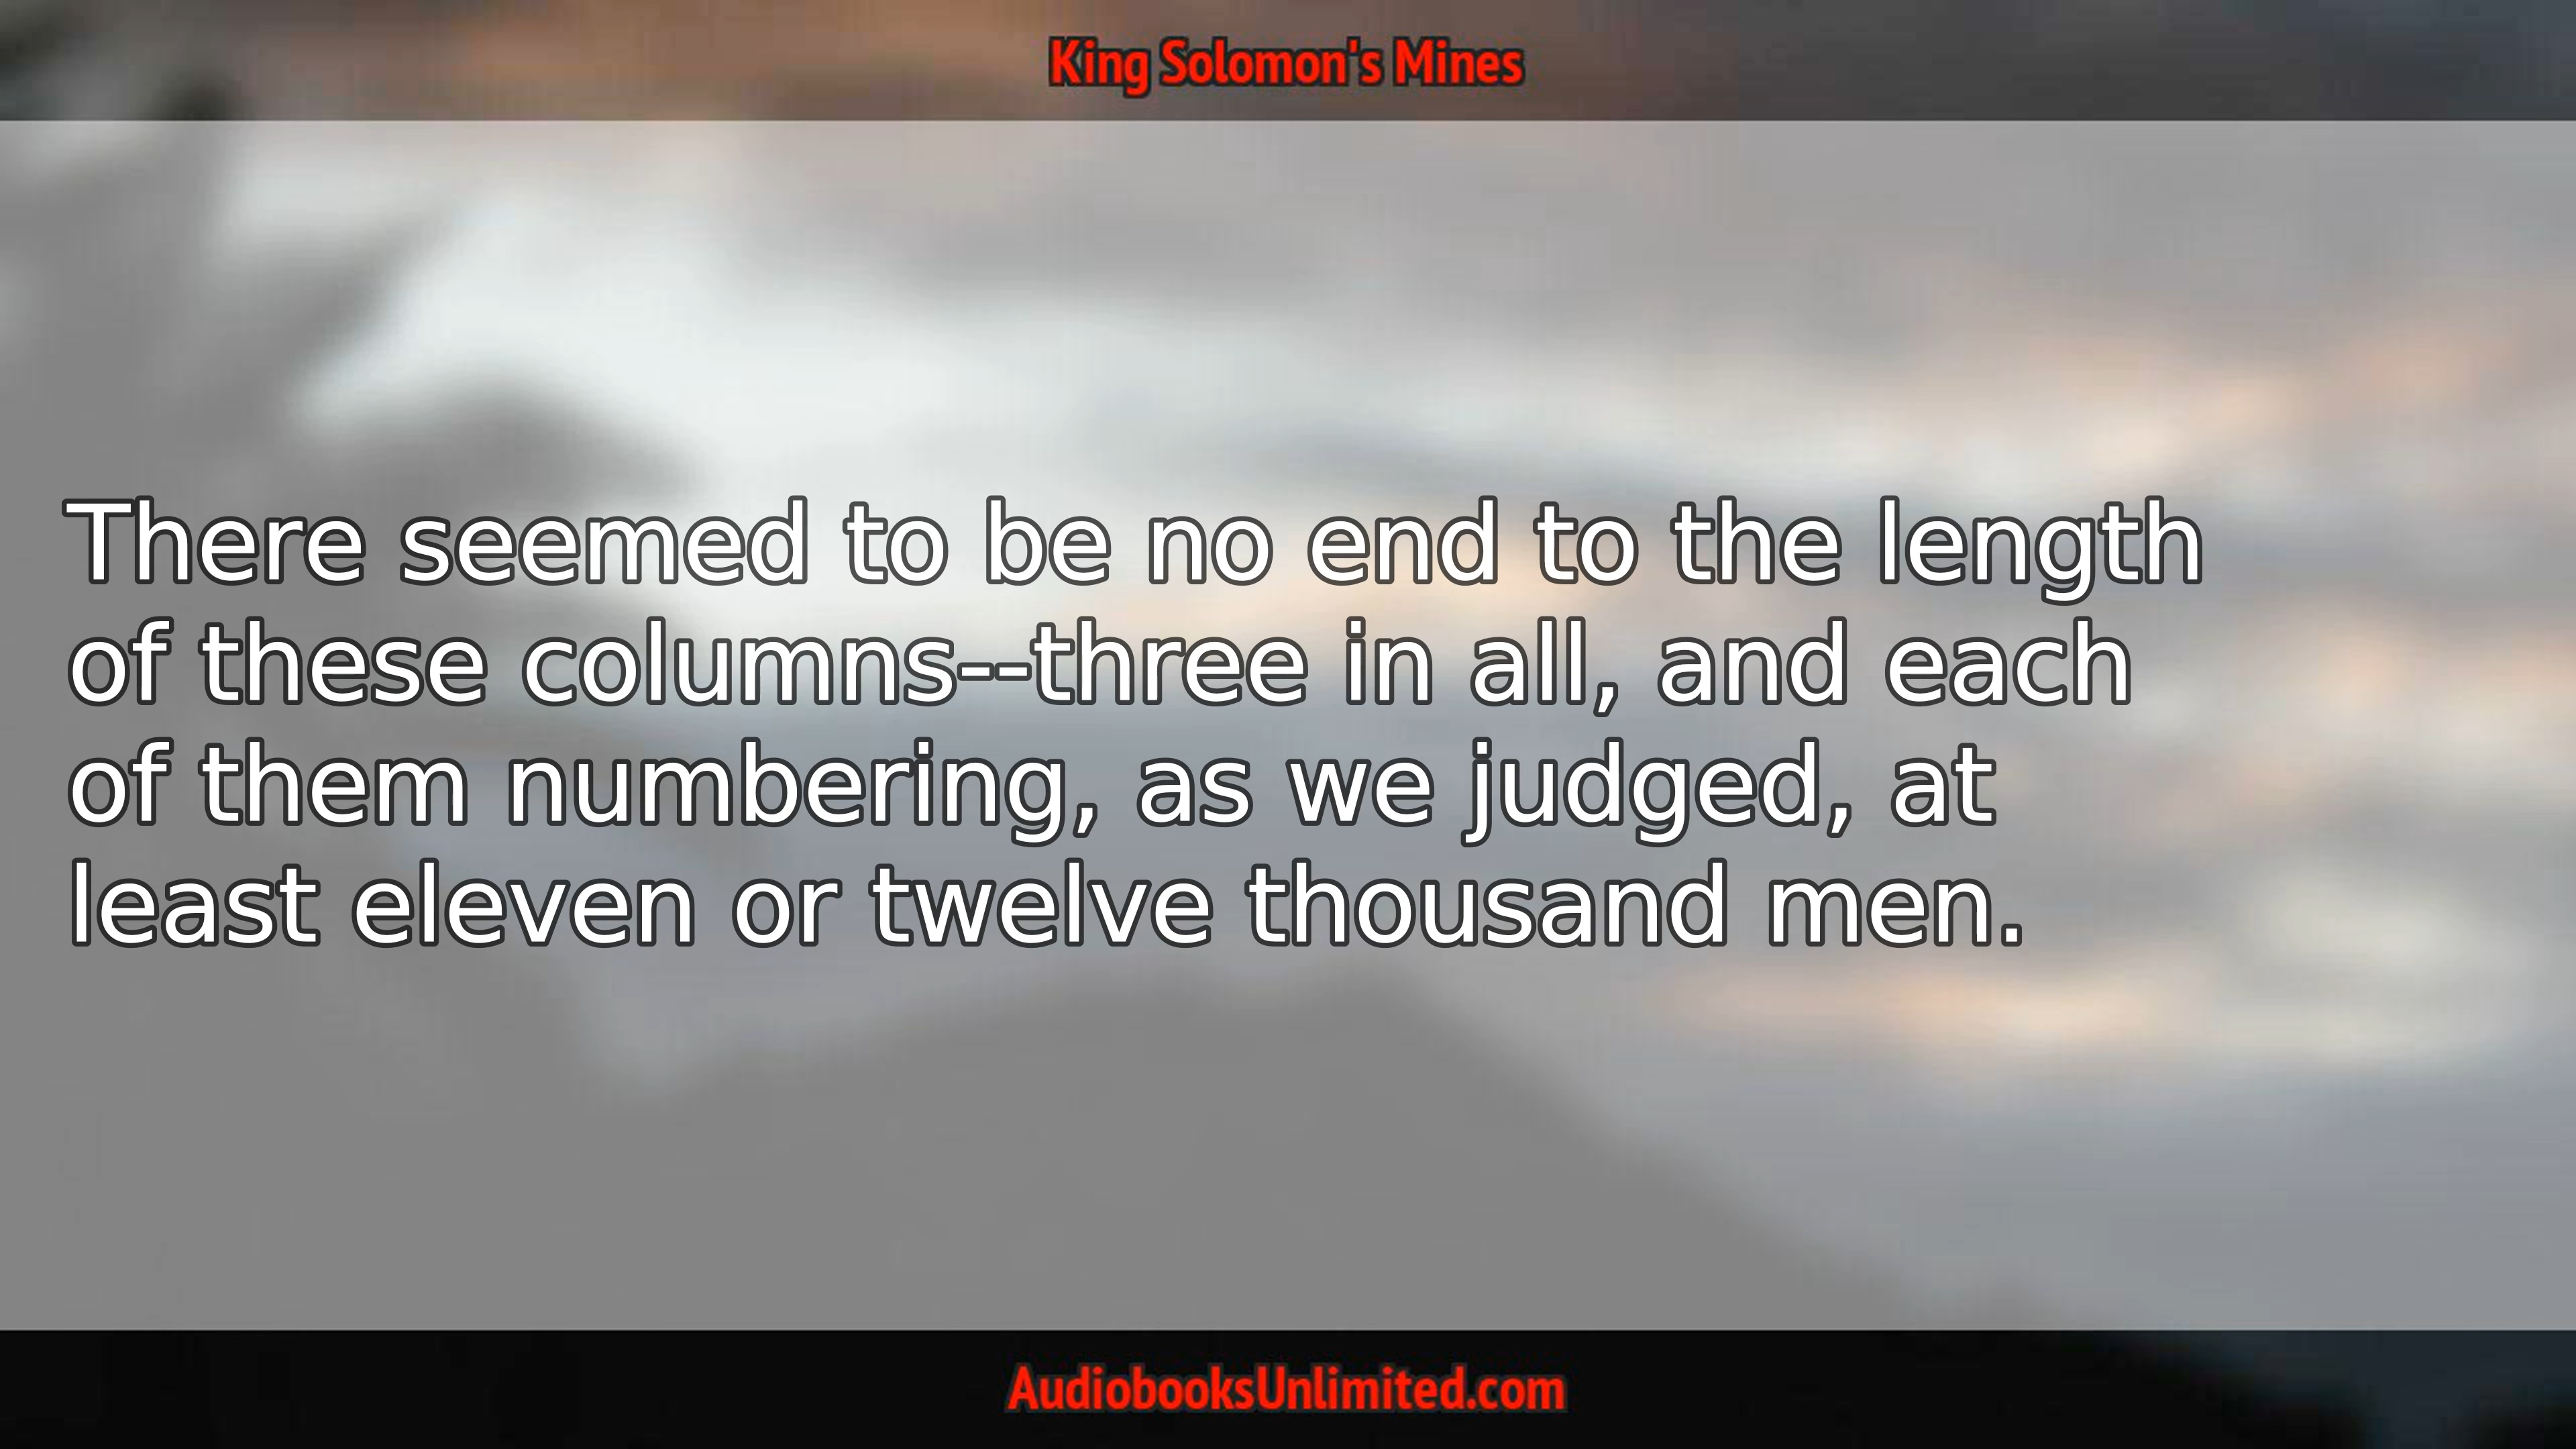 King Solomon's Mines
There seemed to be no end to the length
of these columns--three in all, and each
of them numbering, as we judged, at
least eleven or twelve thousand men.
AudiobooksUnlimited.com